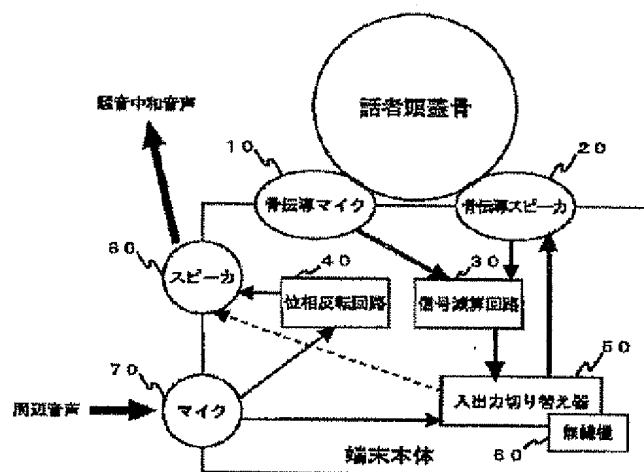 話者頭蓋骨
騒音中和音声
10
20
骨伝導マイク
骨伝導スピーカ
80
スピーカ
40
30
位相反転回路
信号減算回路
70
50
周辺音声
マイク
入出力切り替え器
無線機
60
端末本体